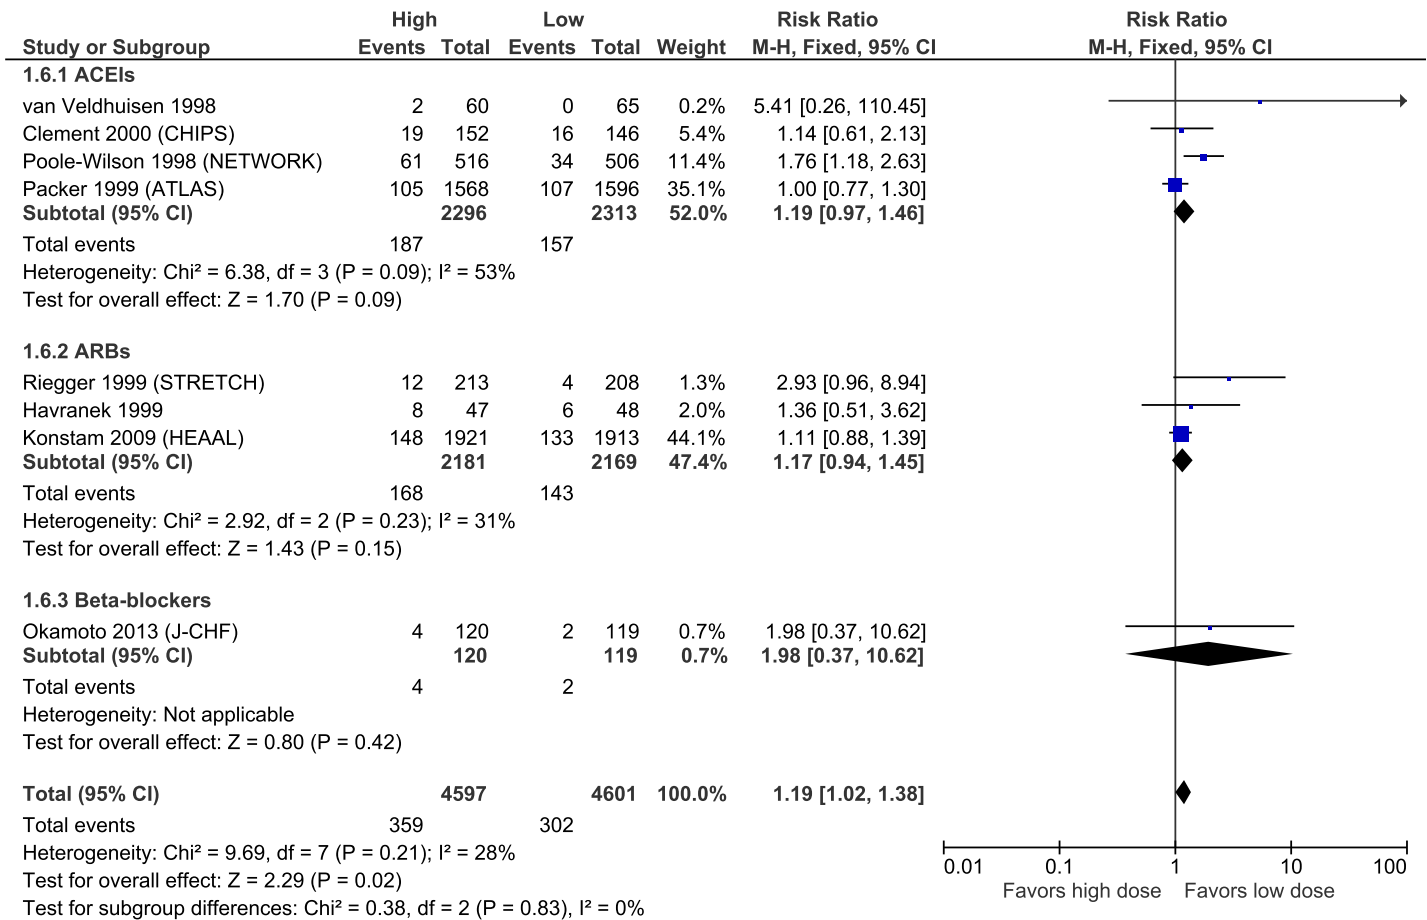 High Low Risk Ratio Risk Ratio
Study or Subgroup Events Total Events Total Weight M-H, Fixed, 95% CI M-H, Fixed, 95% CI
1.6.1 ACEIs
van Veldhuisen 1998 2 60 0 65 0.2% 5.41 [0.26, 110.45]
Clement 2000 (CHIPS) 19 152 16 146 5.4% 1.14 [0.61, 2.13]
Poole-Wilson 1998 (NETWORK) 61 516 34 506 11.4% 1.76 [1.18, 2.63]
Packer 1999 (ATLAS) 105 1568 107 1596 35.1% 1.00 [0.77, 1.30]
Subtotal (95% CI) 2296 2313 52.0% 1.19 [0.97, 1.46]
Total events 187 157
Heterogeneity: Chi² = 6.38, df = 3 (P = 0.09); I² = 53%
Test for overall effect: Z = 1.70 (P = 0.09)
1.6.2 ARBs
Riegger 1999 (STRETCH) 12 213 4 208 1.3% 2.93 [0.96, 8.94]
Havranek 1999 8 47 6 48 2.0% 1.36 [0.51, 3.62]
Konstam 2009 (HEAAL) 148 1921 133 1913 44.1% 1.11 [0.88, 1.39]
Subtotal (95% CI) 2181 2169 47.4% 1.17 [0.94, 1.45]
Total events 168 143
Heterogeneity: Chi² = 2.92, df = 2 (P = 0.23); I² = 31%
Test for overall effect: Z = 1.43 (P = 0.15)
1.6.3 Beta-blockers
Okamoto 2013 (J-CHF) 4 120 2 119 0.7% 1.98 [0.37, 10.62]
Subtotal (95% CI) 120 119 0.7% 1.98 [0.37, 10.62]
Total events 4 2
Heterogeneity: Not applicable
Test for overall effect: Z = 0.80 (P = 0.42)
Total (95% CI) 4597 4601 100.0% 1.19 [1.02, 1.38]
Total events 359 302
Heterogeneity: Chi² = 9.69, df = 7 (P = 0.21); I² = 28%
Test for overall effect: Z = 2.29 (P = 0.02)
Test for subgroup differences: Chi² = 0.38, df = 2 (P = 0.83), I² = 0%
0.01 0.1 1 10 100
Favors high dose Favors low dose